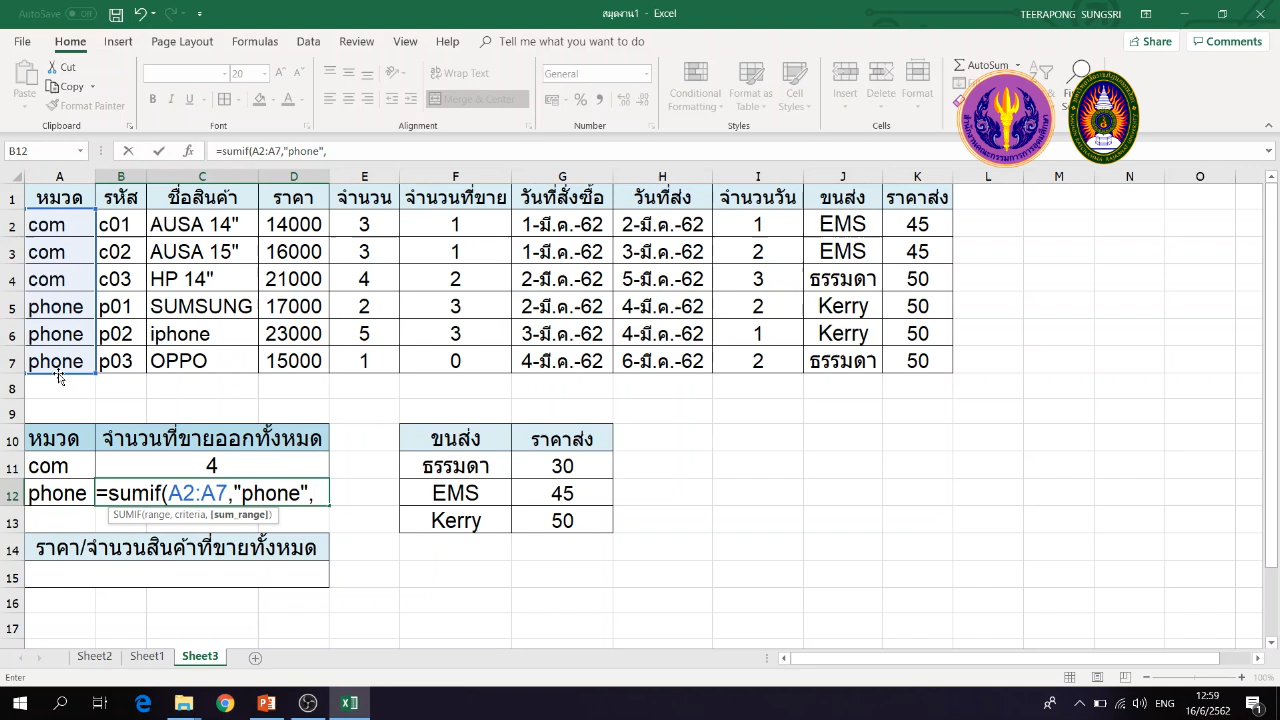 AutoSave Off
สมุดงาน1 - Excel
TEERAPONG SUNGSRI
File Home Insert Page Layout Formulas Data Review View Help Tell me what you want to do Share Comments
Paste Cut Copy Format Painter
Clipboard
20
Font
Wrap Text
Merge & Center
Alignment
General
Number
Conditional Formatting Format as Table Cell Styles
Styles
Insert Delete Format
Cells
AutoSum
B12 =sumif(A2:A7,"phone",
A B C D E F G H I J K L M N O
1 หมวด รหัส ชื่อสินค้า ราคา จำนวน จำนวนที่ขาย วันที่สั่งซื้อ วันที่ส่ง จำนวนวัน ขนส่ง ราคาส่ง
2 com c01 AUSA 14" 14000 3 1 1-มี.ค.-62 2-มี.ค.-62 1 EMS 45
3 com c02 AUSA 15" 16000 3 1 1-มี.ค.-62 3-มี.ค.-62 2 EMS 45
4 com c03 HP 14" 21000 4 2 2-มี.ค.-62 5-มี.ค.-62 3 ธรรมดา 50
5 phone p01 SUMSUNG 17000 2 3 2-มี.ค.-62 4-มี.ค.-62 2 Kerry 50
6 phone p02 iphone 23000 5 3 3-มี.ค.-62 4-มี.ค.-62 1 Kerry 50
7 phone p03 OPPO 15000 1 0 4-มี.ค.-62 6-มี.ค.-62 2 ธรรมดา 50
8
9
10 หมวด จำนวนที่ขายออกทั้งหมด ขนส่ง ราคาส่ง
11 com 4 ธรรมดา 30
12 phone =sumif(A2:A7,"phone", EMS 45
SUMIF(range, criteria, [sum_range])
13 Kerry 50
14 ราคา/จำนวนสินค้าที่ขายทั้งหมด
15
16
17
Sheet2 Sheet1 Sheet3
Enter
100%
ENG
12:59
16/6/2562